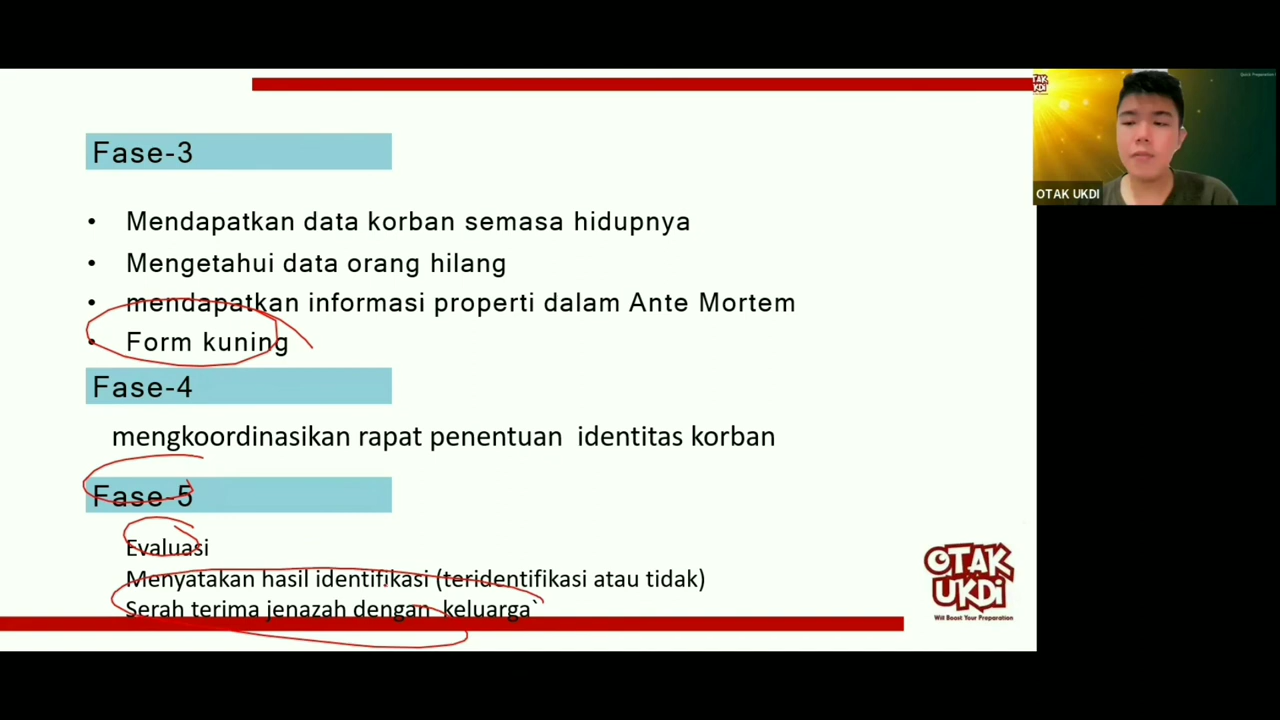 Fase-3
• Mendapatkan data korban semasa hidupnya
• Mengetahui data orang hilang
• mendapatkan informasi properti dalam Ante Mortem
• Form kuning
Fase-4
mengkoordinasikan rapat penentuan identitas korban
Fase-5
Evaluasi
Menyatakan hasil identifikasi (teridentifikasi atau tidak)
Serah terima jenazah dengan keluarga`
OTAK
UKDI
OTAK UKDI
OTAK
UKDi
Will Boost Your Preparation